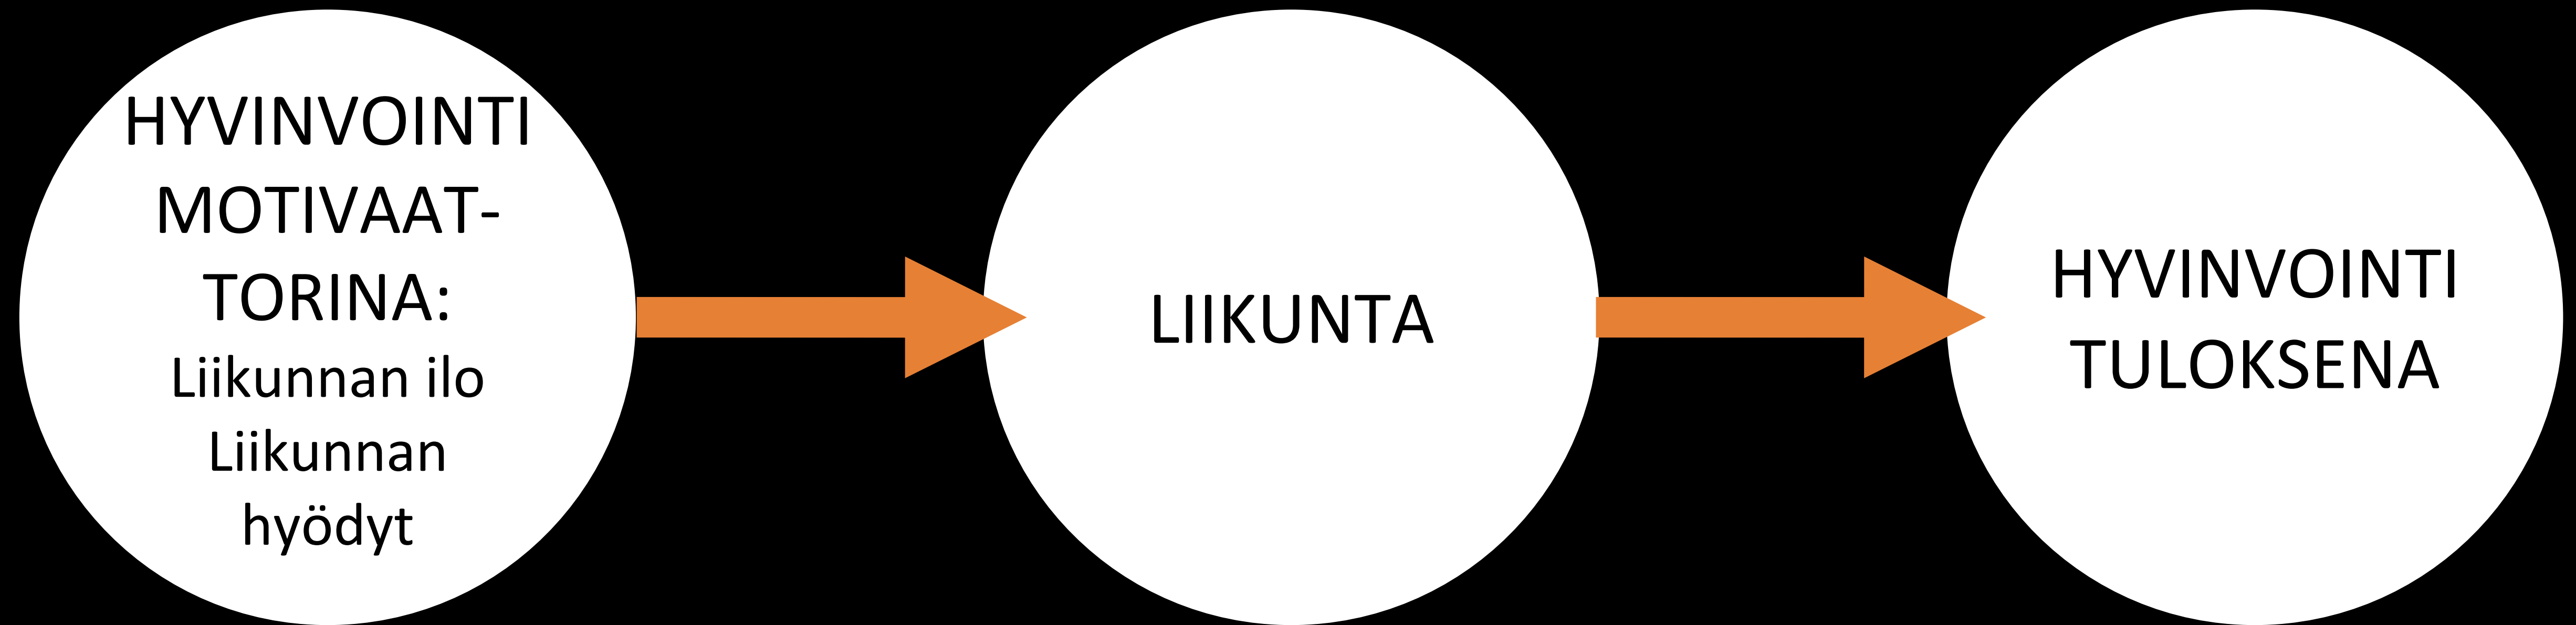 HYVINVOINTI
MOTIVAAT-
TORINA:
Liikunnan ilo
Liikunnan
hyödyt
LIIKUNTA
HYVINVOINTI
TULOKSENA